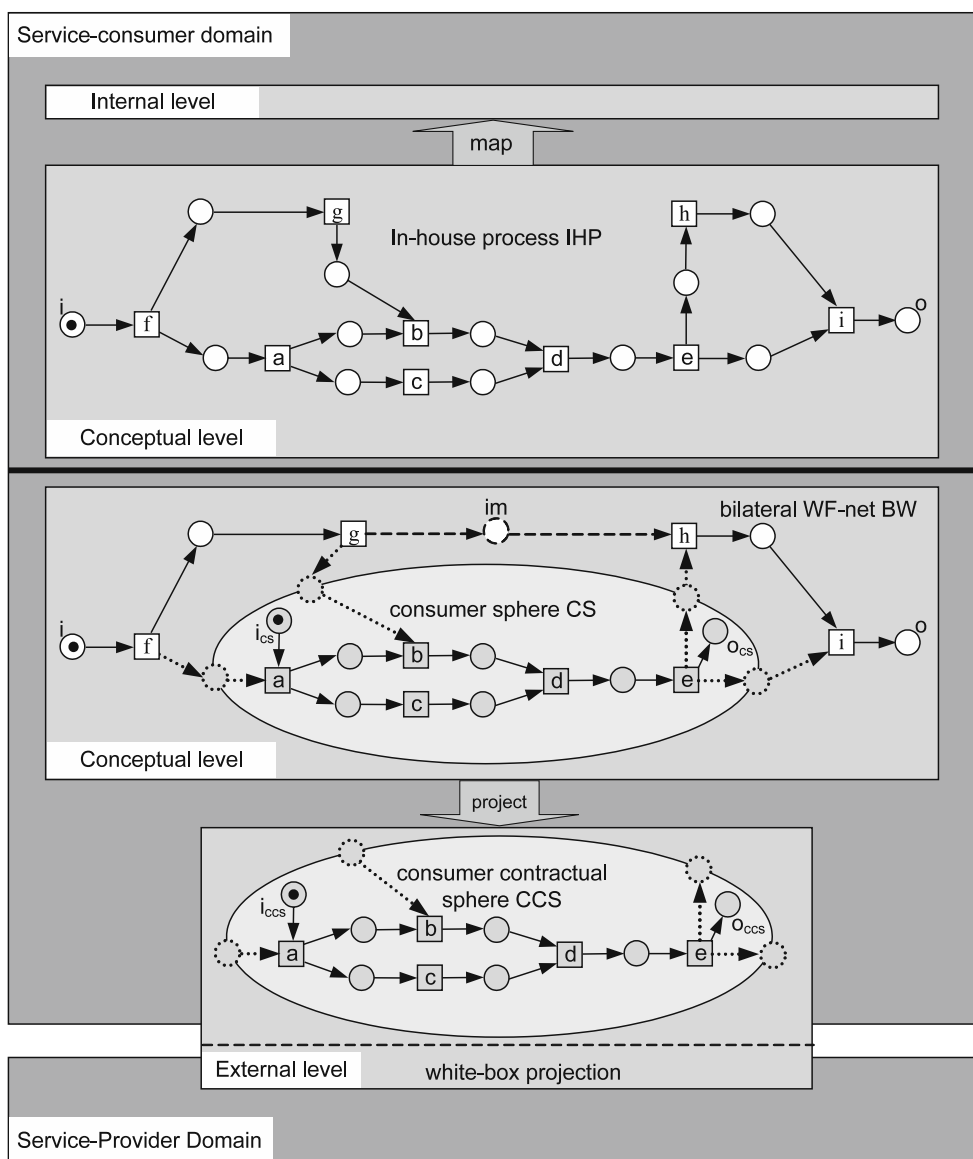 Service-consumer domain
Internal level
map
g
h
In-house process IHP
i
o
f
b
i
a
d
e
c
Conceptual level
im
bilateral WF-net BW
g
h
consumer sphere CS
i
i_CS
o_CS
o
f
b
i
a
d
e
c
Conceptual level
project
consumer contractual
sphere CCS
i_CCS
o_CCS
b
a
d
e
c
External level
white-box projection
Service-Provider Domain